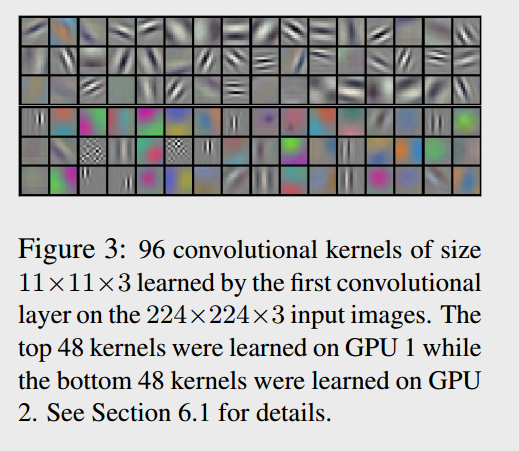 Figure 3: 96 convolutional kernels of size
11×11×3 learned by the first convolutional
layer on the 224×224×3 input images. The
top 48 kernels were learned on GPU 1 while
the bottom 48 kernels were learned on GPU
2. See Section 6.1 for details.